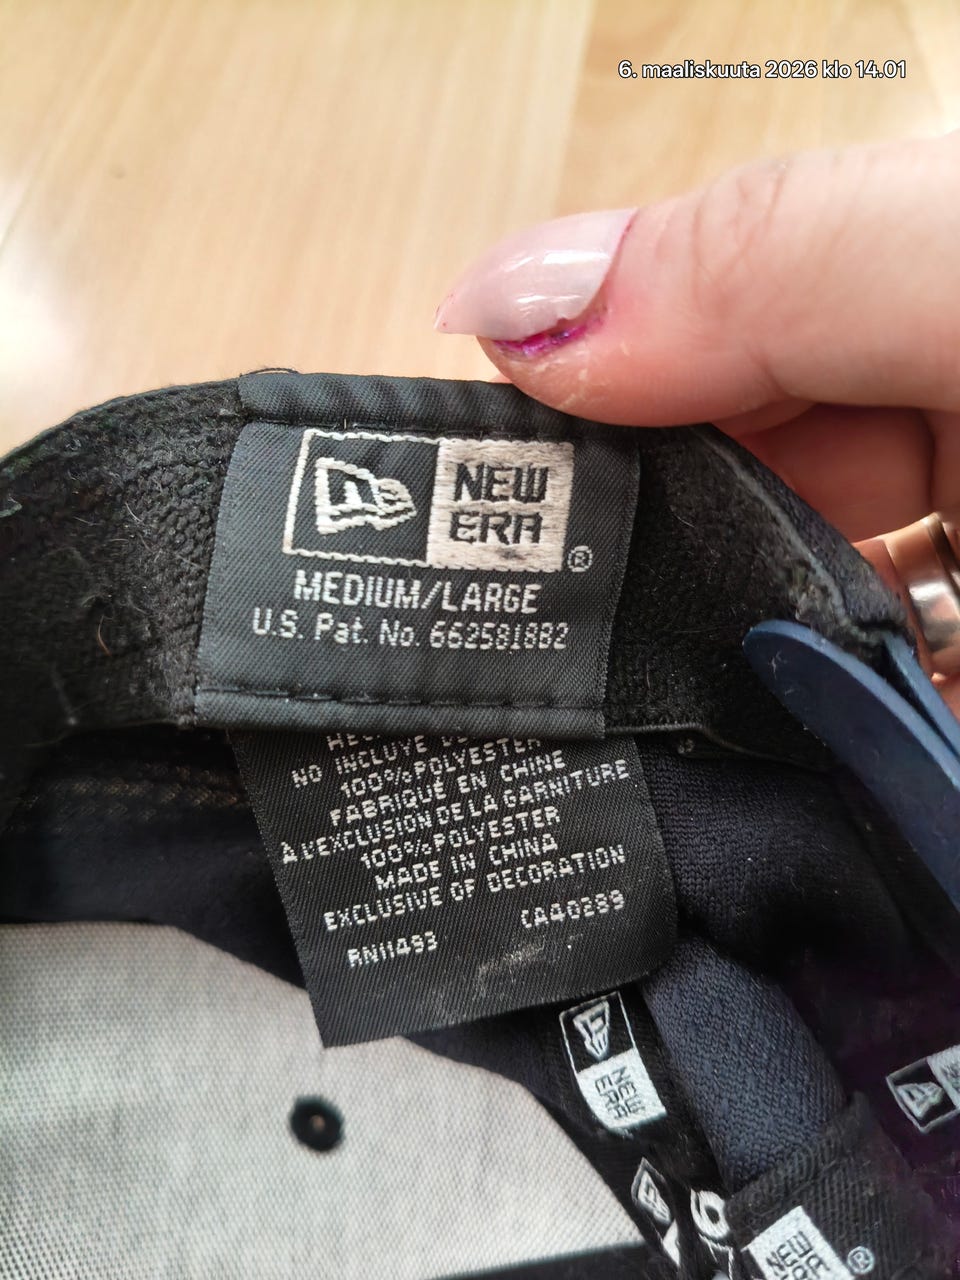 6. maaliskuuta 2026 klo 14.01
NEW
ERA
®
MEDIUM/LARGE
U.S. Pat. No. 662581882
NO INCLUYE
100%POLYESTER
FABRIQUÉ EN CHINE
À L'EXCLUSION DE LA GARNITURE
100%POLYESTER
MADE IN CHINA
EXCLUSIVE OF DECORATION
RN11493 CA40289
NEW
ERA
NEW
ERA
®